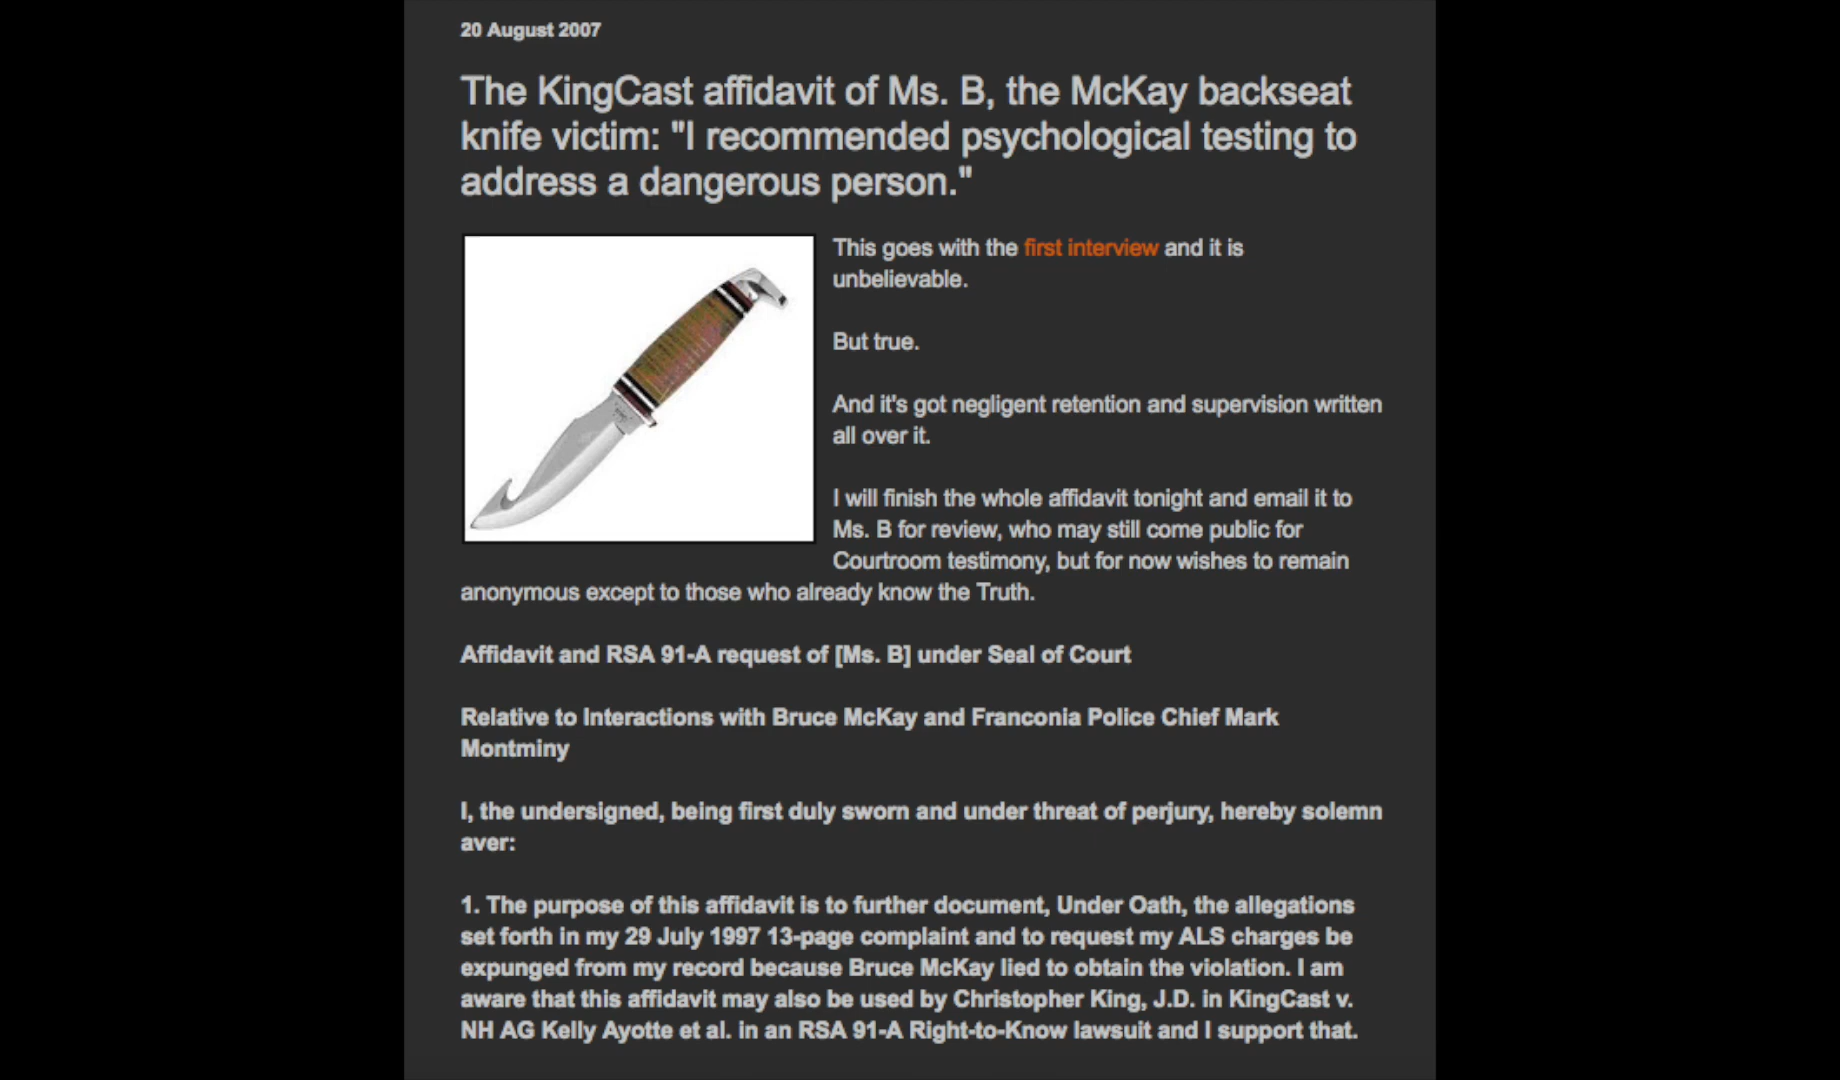 20 August 2007
The KingCast affidavit of Ms. B, the McKay backseat
knife victim: "I recommended psychological testing to
address a dangerous person."
This goes with the first interview and it is
unbelievable.
But true.
And it's got negligent retention and supervision written
all over it.
I will finish the whole affidavit tonight and email it to
Ms. B for review, who may still come public for
Courtroom testimony, but for now wishes to remain
anonymous except to those who already know the Truth.
Affidavit and RSA 91-A request of [Ms. B] under Seal of Court
Relative to Interactions with Bruce McKay and Franconia Police Chief Mark
Montminy
I, the undersigned, being first duly sworn and under threat of perjury, hereby solemn
aver:
1. The purpose of this affidavit is to further document, Under Oath, the allegations
set forth in my 29 July 1997 13-page complaint and to request my ALS charges be
expunged from my record because Bruce McKay lied to obtain the violation. I am
aware that this affidavit may also be used by Christopher King, J.D. in KingCast v.
NH AG Kelly Ayotte et al. in an RSA 91-A Right-to-Know lawsuit and I support that.